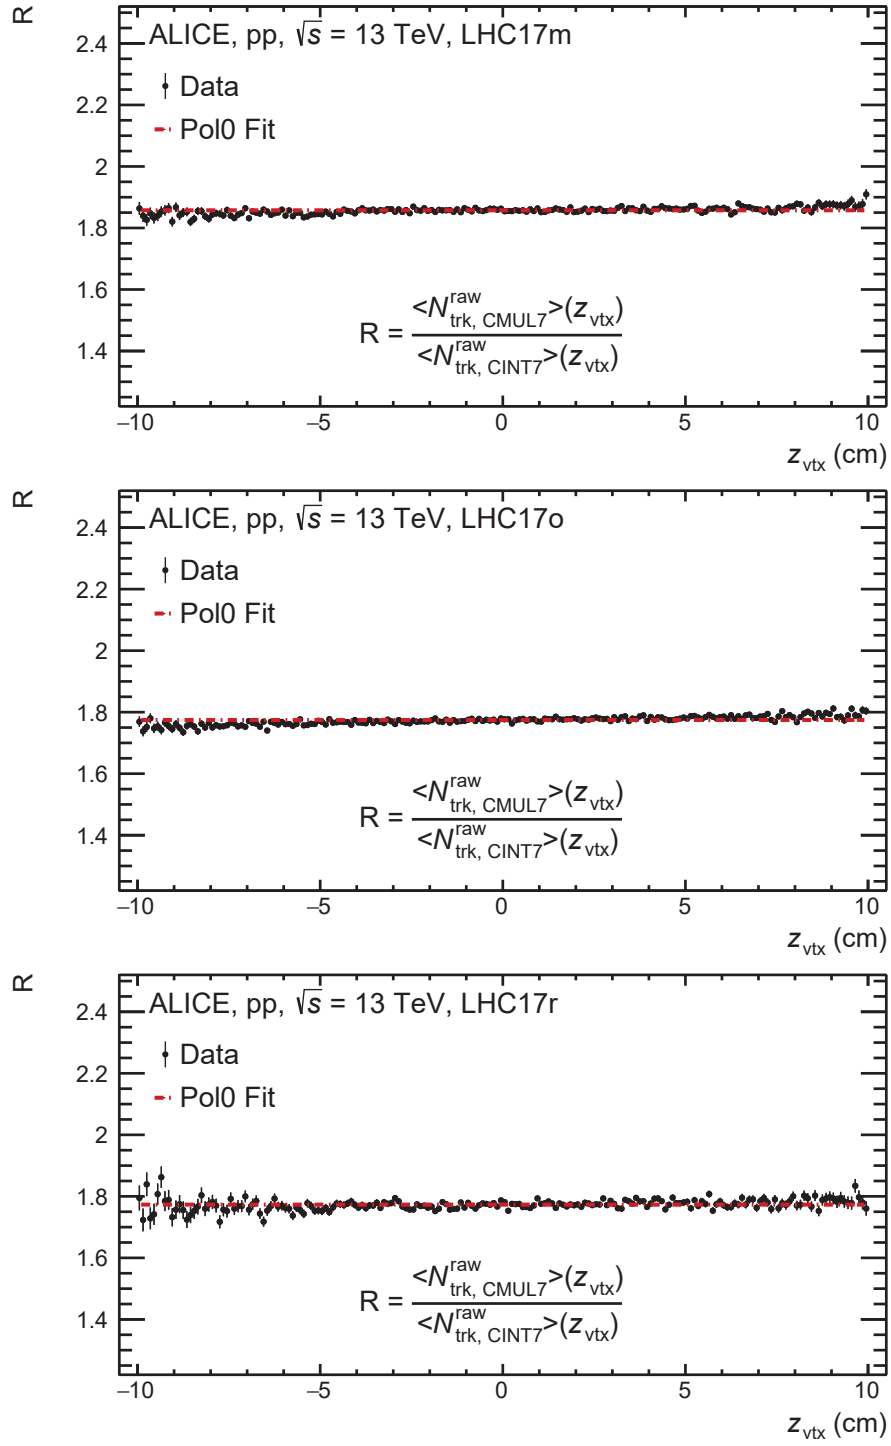 R
ALICE, pp, √s = 13 TeV, LHC17m
Data
Pol0 Fit
2.4
2.2
2
1.8
1.6
1.4
R = <N^raw_trk, CMUL7>(z_vtx)
<N^raw_trk, CINT7>(z_vtx)
−10 −5 0 5 10
z_vtx (cm)
R
ALICE, pp, √s = 13 TeV, LHC17o
Data
Pol0 Fit
2.4
2.2
2
1.8
1.6
1.4
R = <N^raw_trk, CMUL7>(z_vtx)
<N^raw_trk, CINT7>(z_vtx)
−10 −5 0 5 10
z_vtx (cm)
R
ALICE, pp, √s = 13 TeV, LHC17r
Data
Pol0 Fit
2.4
2.2
2
1.8
1.6
1.4
R = <N^raw_trk, CMUL7>(z_vtx)
<N^raw_trk, CINT7>(z_vtx)
−10 −5 0 5 10
z_vtx (cm)